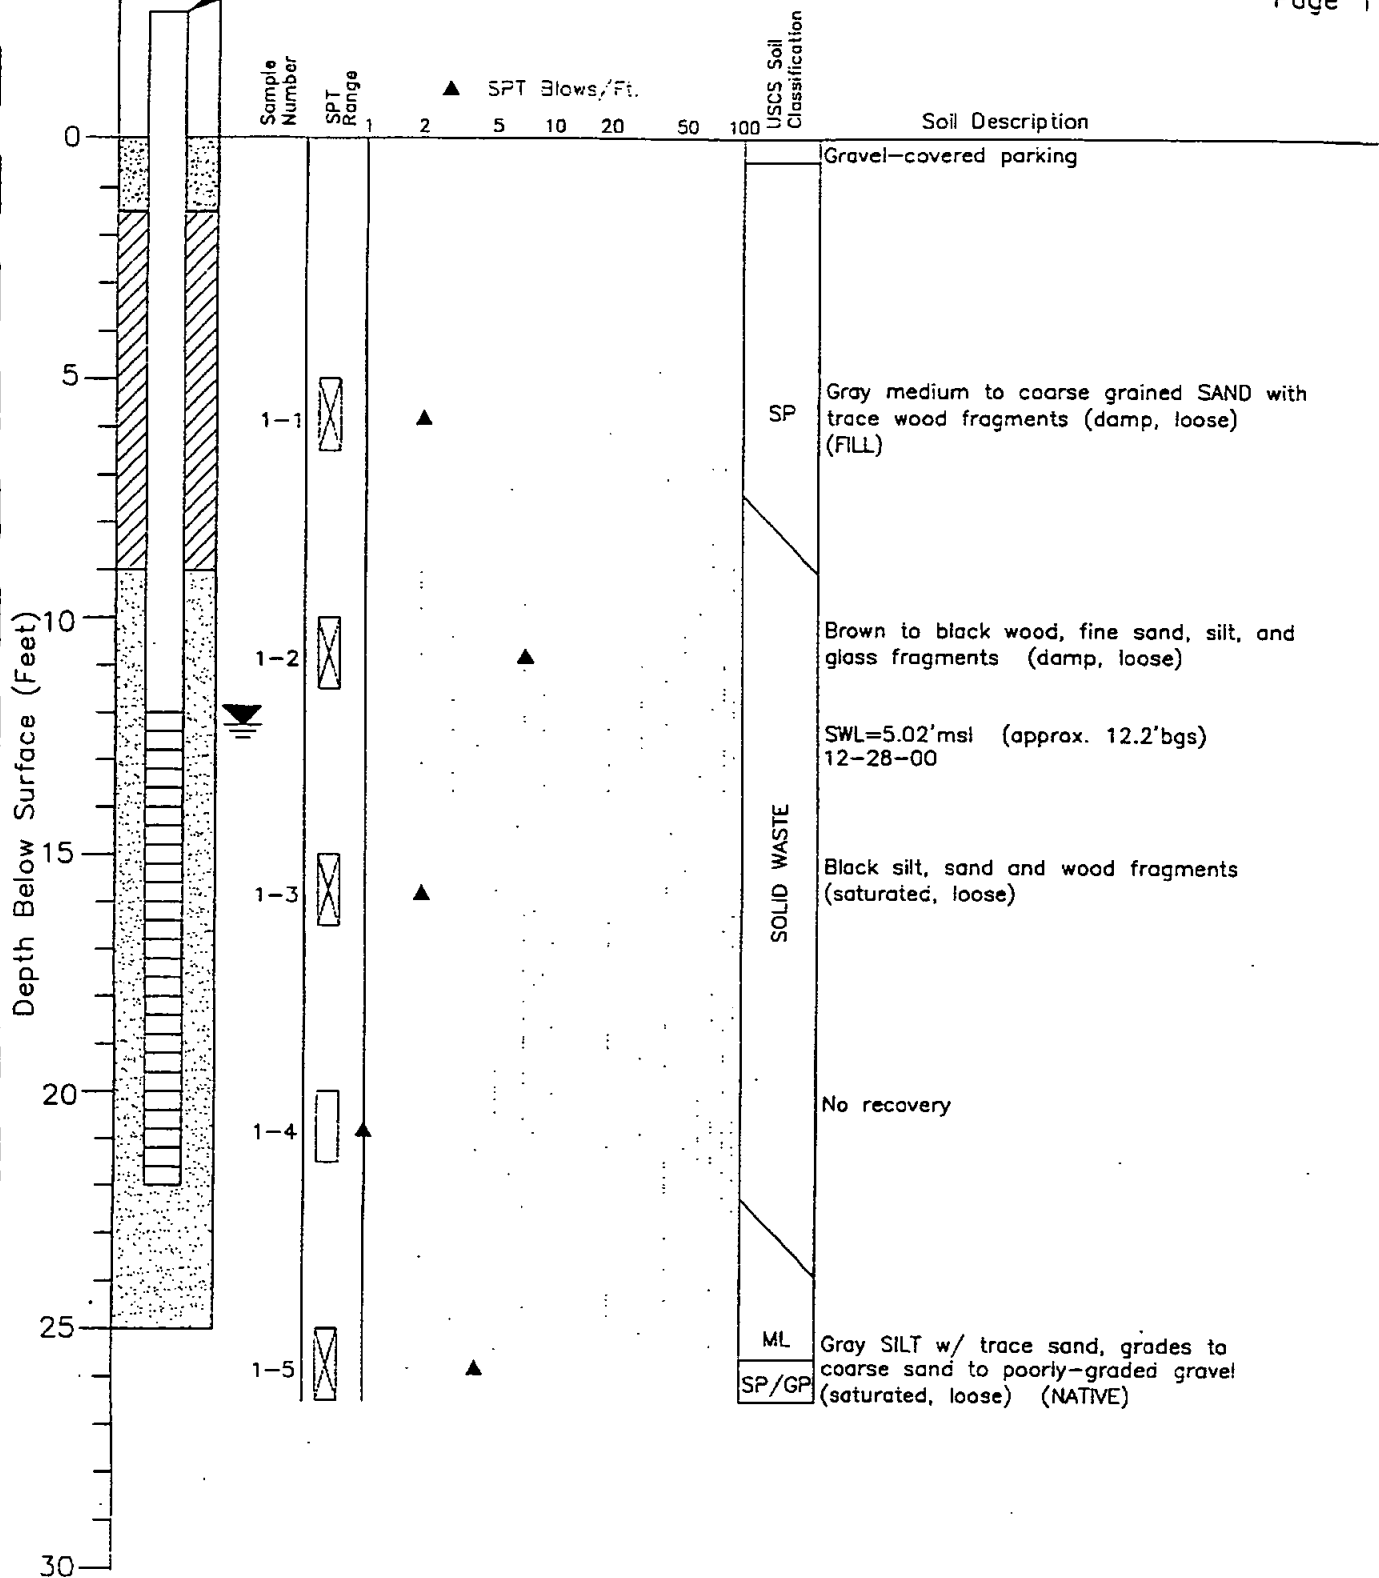 Page 1
Sample Number
SPT Range
▲ SPT Blows/Ft.
USCS Soil Classification
1 2 5 10 20 50 100
Soil Description
Depth Below Surface (Feet)
0
Gravel-covered parking
5
1-1
SP
Gray medium to coarse grained SAND with
trace wood fragments (damp, loose)
(FILL)
10
1-2
Brown to black wood, fine sand, silt, and
glass fragments (damp, loose)
SWL=5.02'msl (approx. 12.2'bgs)
12-28-00
SOLID WASTE
15
1-3
Black silt, sand and wood fragments
(saturated, loose)
20
1-4
No recovery
25
1-5
ML
SP/GP
Gray SILT w/ trace sand, grades to
coarse sand to poorly-graded gravel
(saturated, loose) (NATIVE)
30